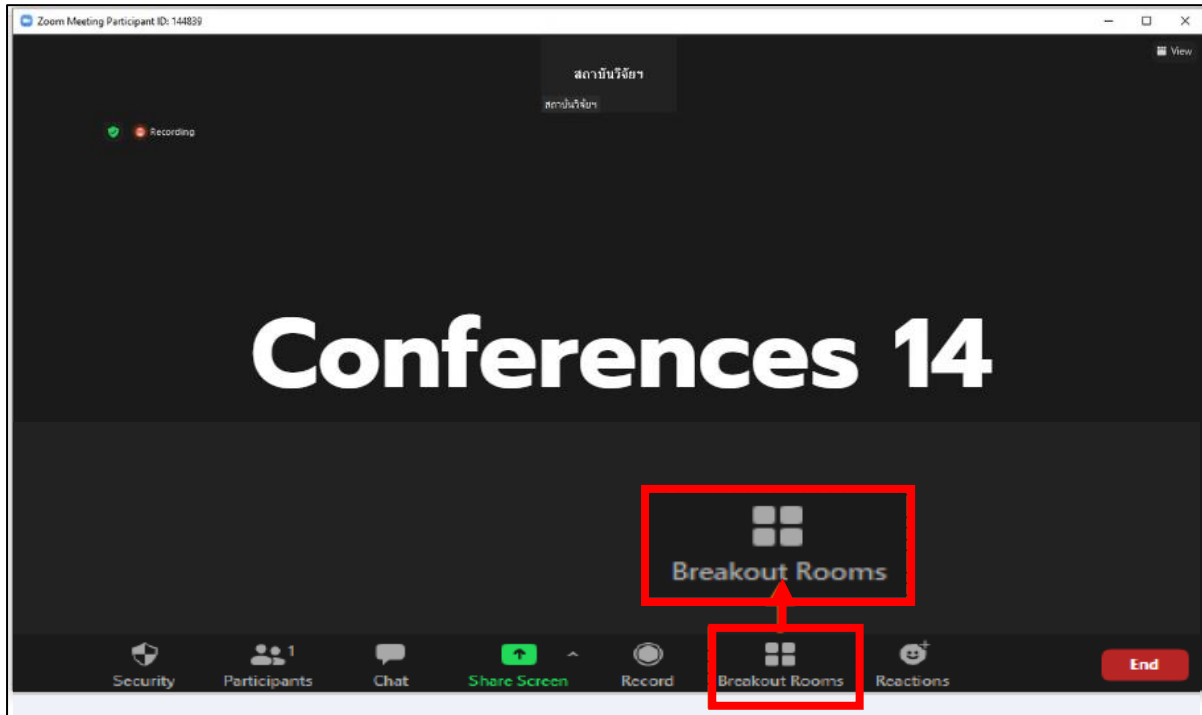 Zoom Meeting Participant ID: 144839
View
สถาบันวิจัยฯ
สถาบันวิจัยฯ
Recording
Conferences 14
Breakout Rooms
1
Security Participants Chat Share Screen Record Breakout Rooms Reactions End